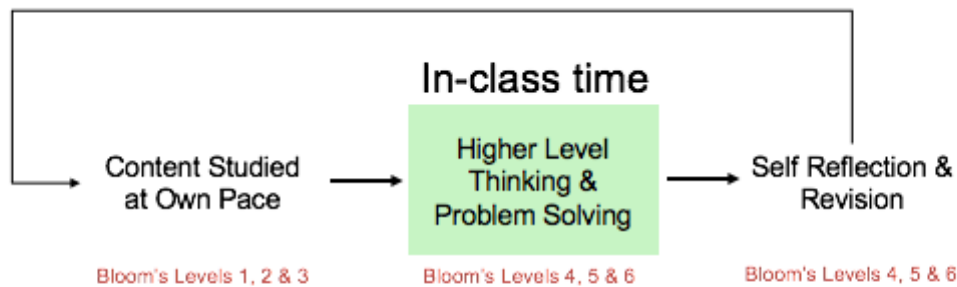 In-class time
Content Studied
at Own Pace
Higher Level
Thinking &
Problem Solving
Self Reflection &
Revision
Bloom's Levels 1, 2 & 3
Bloom's Levels 4, 5 & 6
Bloom's Levels 4, 5 & 6